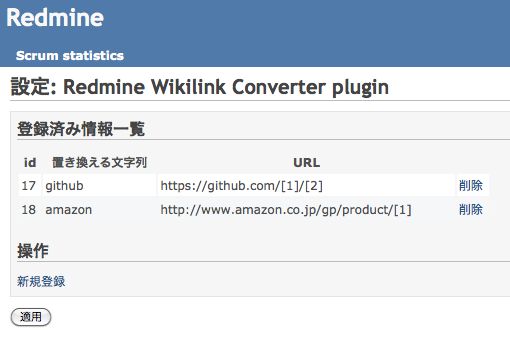 Redmine
Scrum statistics
設定: Redmine Wikilink Converter plugin
登録済み情報一覧
id 置き換える文字列 URL
17 github https://github.com/[1]/[2] 削除
18 amazon http://www.amazon.co.jp/gp/product/[1] 削除
操作
新規登録
適用